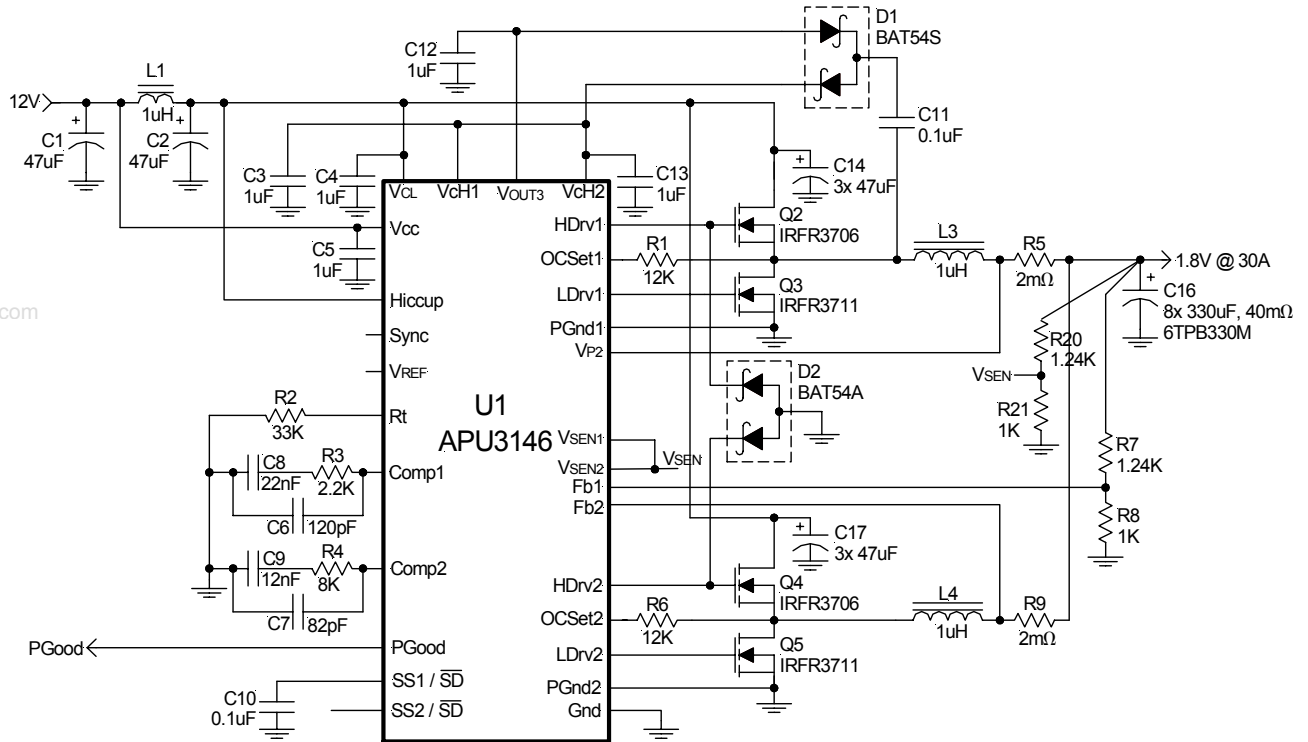 D1
BAT54S
C12
1uF
L1
12V
1uH
C11
0.1uF
+
C1
47uF
+
C2
47uF
C3
1uF
C4
1uF
C13
1uF
+
C14
3x 47uF
VCL
VcH1
VOUT3
VcH2
Vcc
HDrv1
Q2
IRFR3706
L3
R5
C5
1uF
OCSet1
R1
12K
1uH
2mΩ
1.8V @ 30A
Hiccup
LDrv1
Q3
IRFR3711
+
C16
8x 330uF, 40mΩ
6TPB330M
com
Sync
PGnd1
VP2
R20
1.24K
VREF
D2
BAT54A
VSEN
R2
33K
Rt
U1
APU3146
R21
1K
VSEN1
VSEN2
VSEN
R7
1.24K
C8
22nF
R3
2.2K
Comp1
Fb1
Fb2
C6
120pF
R8
1K
+
C17
3x 47uF
C9
12nF
R4
8K
Comp2
HDrv2
Q4
IRFR3706
L4
R9
C7
82pF
OCSet2
R6
12K
1uH
2mΩ
PGood
PGood
LDrv2
Q5
IRFR3711
SS1 / SD
PGnd2
C10
0.1uF
SS2 / SD
Gnd